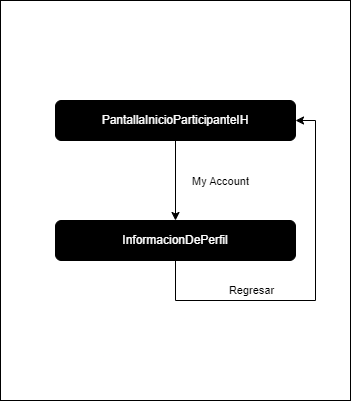 PantallaInicioParticipanteIH
My Account
InformacionDePerfil
Regresar